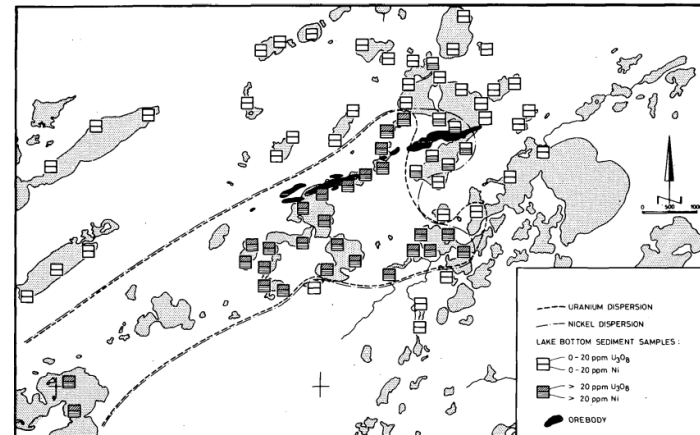 N
0 500 1000
URANIUM DISPERSION
NICKEL DISPERSION
LAKE BOTTOM SEDIMENT SAMPLES :
0-20 ppm U3O8
0-20 ppm Ni
> 20 ppm U3O8
> 20 ppm Ni
OREBODY